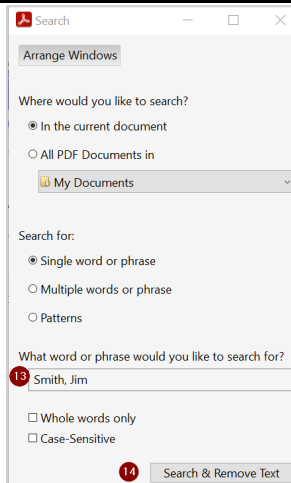 Search
Arrange Windows
Where would you like to search?
In the current document
All PDF Documents in
My Documents
Search for:
Single word or phrase
Multiple words or phrase
Patterns
What word or phrase would you like to search for?
13 Smith, Jim
Whole words only
Case-Sensitive
14 Search & Remove Text